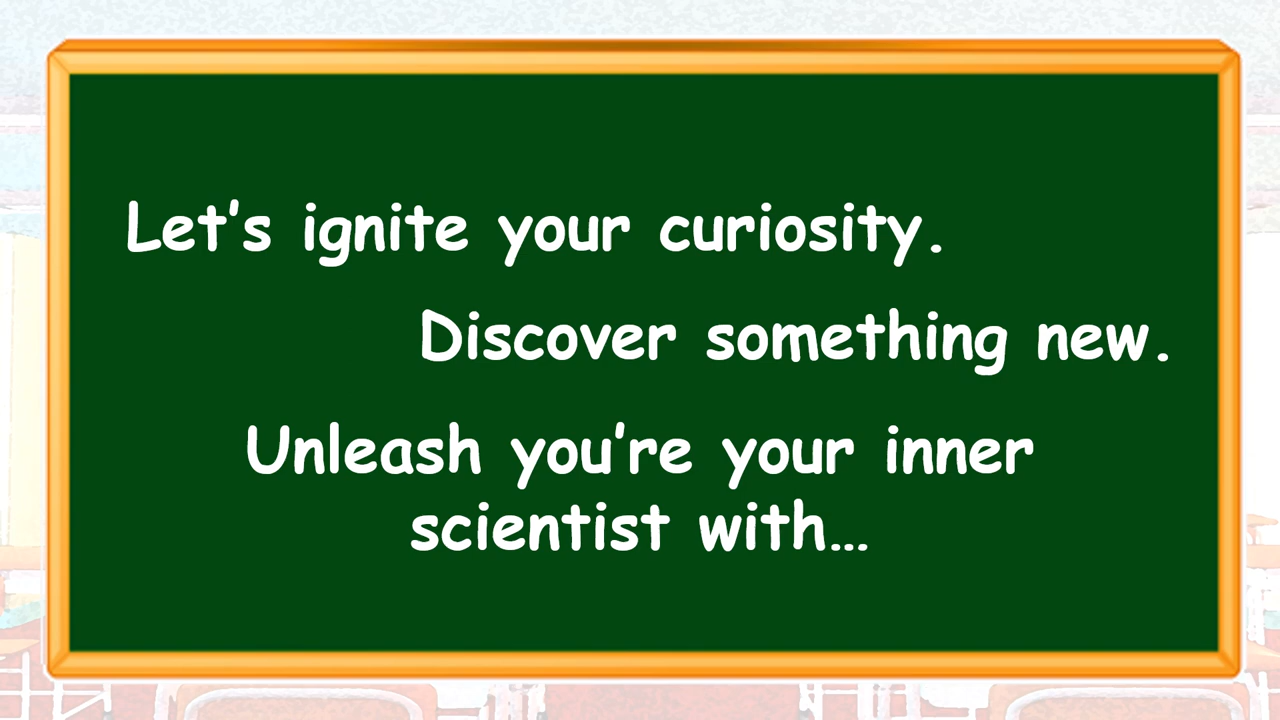 Let’s ignite your curiosity.
Discover something new.
Unleash you’re your inner
scientist with…